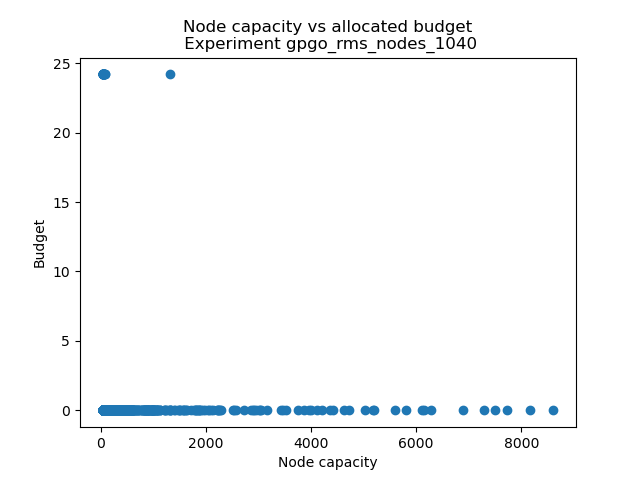 Node capacity vs allocated budget
Experiment gpgo_rms_nodes_1040
25
20
15
10
5
0
Budget
0 2000 4000 6000 8000
Node capacity